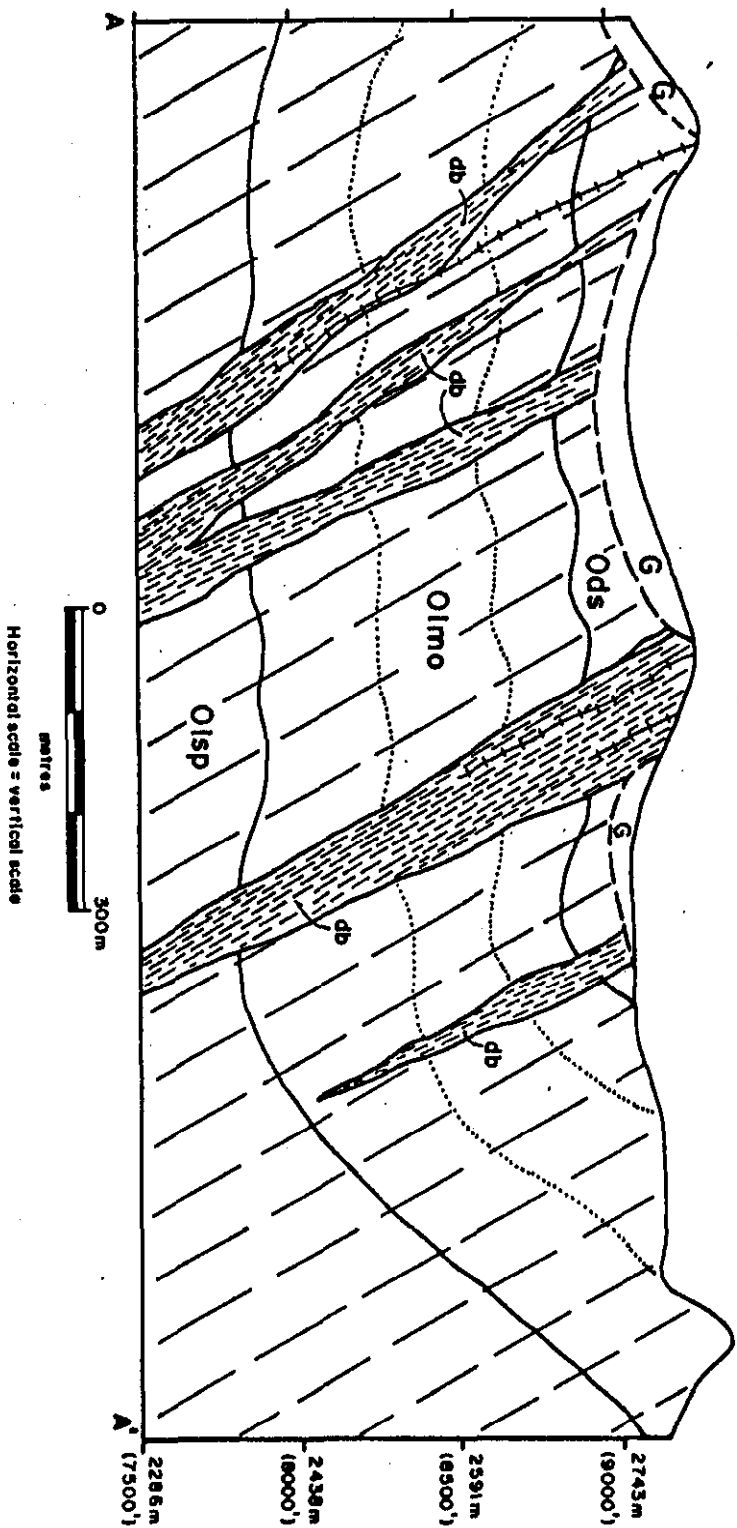 A
A'
G
G
G
db
db
db
db
Ods
Olmo
Olsp
2743m
(9000')
2591m
(8500')
2438m
(8000')
2286m
(7500')
0
300m
metres
Horizontal scale = vertical scale